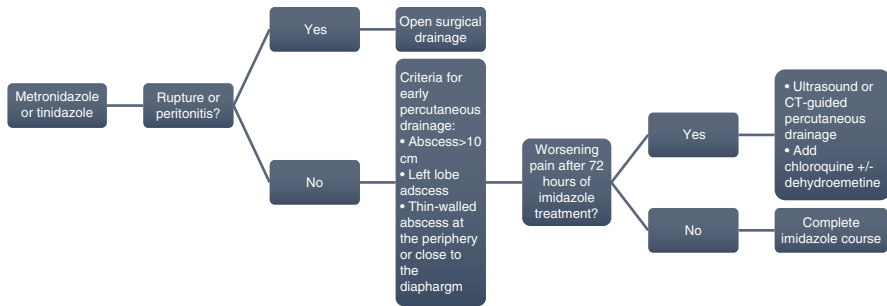 Metronidazole
or tinidazole
Rupture or
peritonitis?
Yes
Open surgical
drainage
No
Criteria for
early
percutaneous
drainage:
• Abscess>10
cm
• Left lobe
adscess
• Thin-walled
abscess at
the periphery
or close to
the
diaphargm
Worsening
pain after 72
hours of
imidazole
treatment?
Yes
• Ultrasound or
CT-guided
percutaneous
drainage
• Add
chloroquine +/-
dehydroemetine
No
Complete
imidazole course